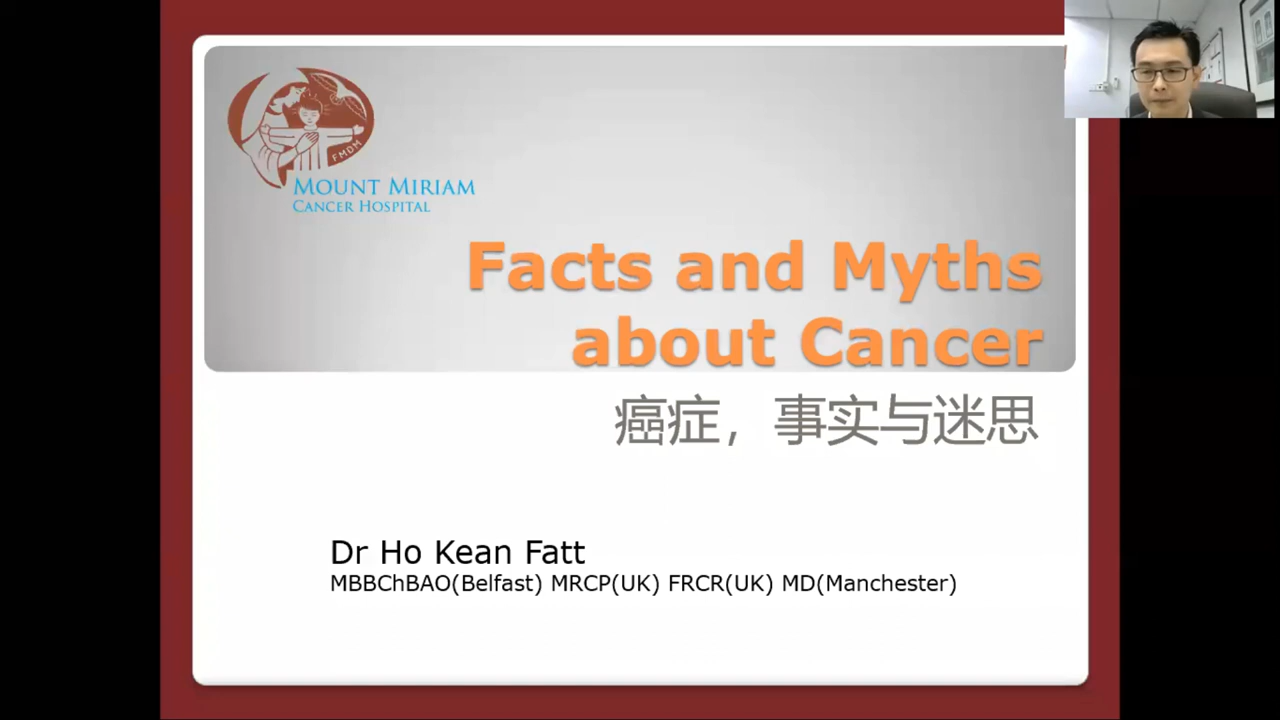 FMDM
MOUNT MIRIAM
CANCER HOSPITAL
Facts and Myths
about Cancer
癌症，事实与迷思
Dr Ho Kean Fatt
MBBChBAO(Belfast) MRCP(UK) FRCR(UK) MD(Manchester)